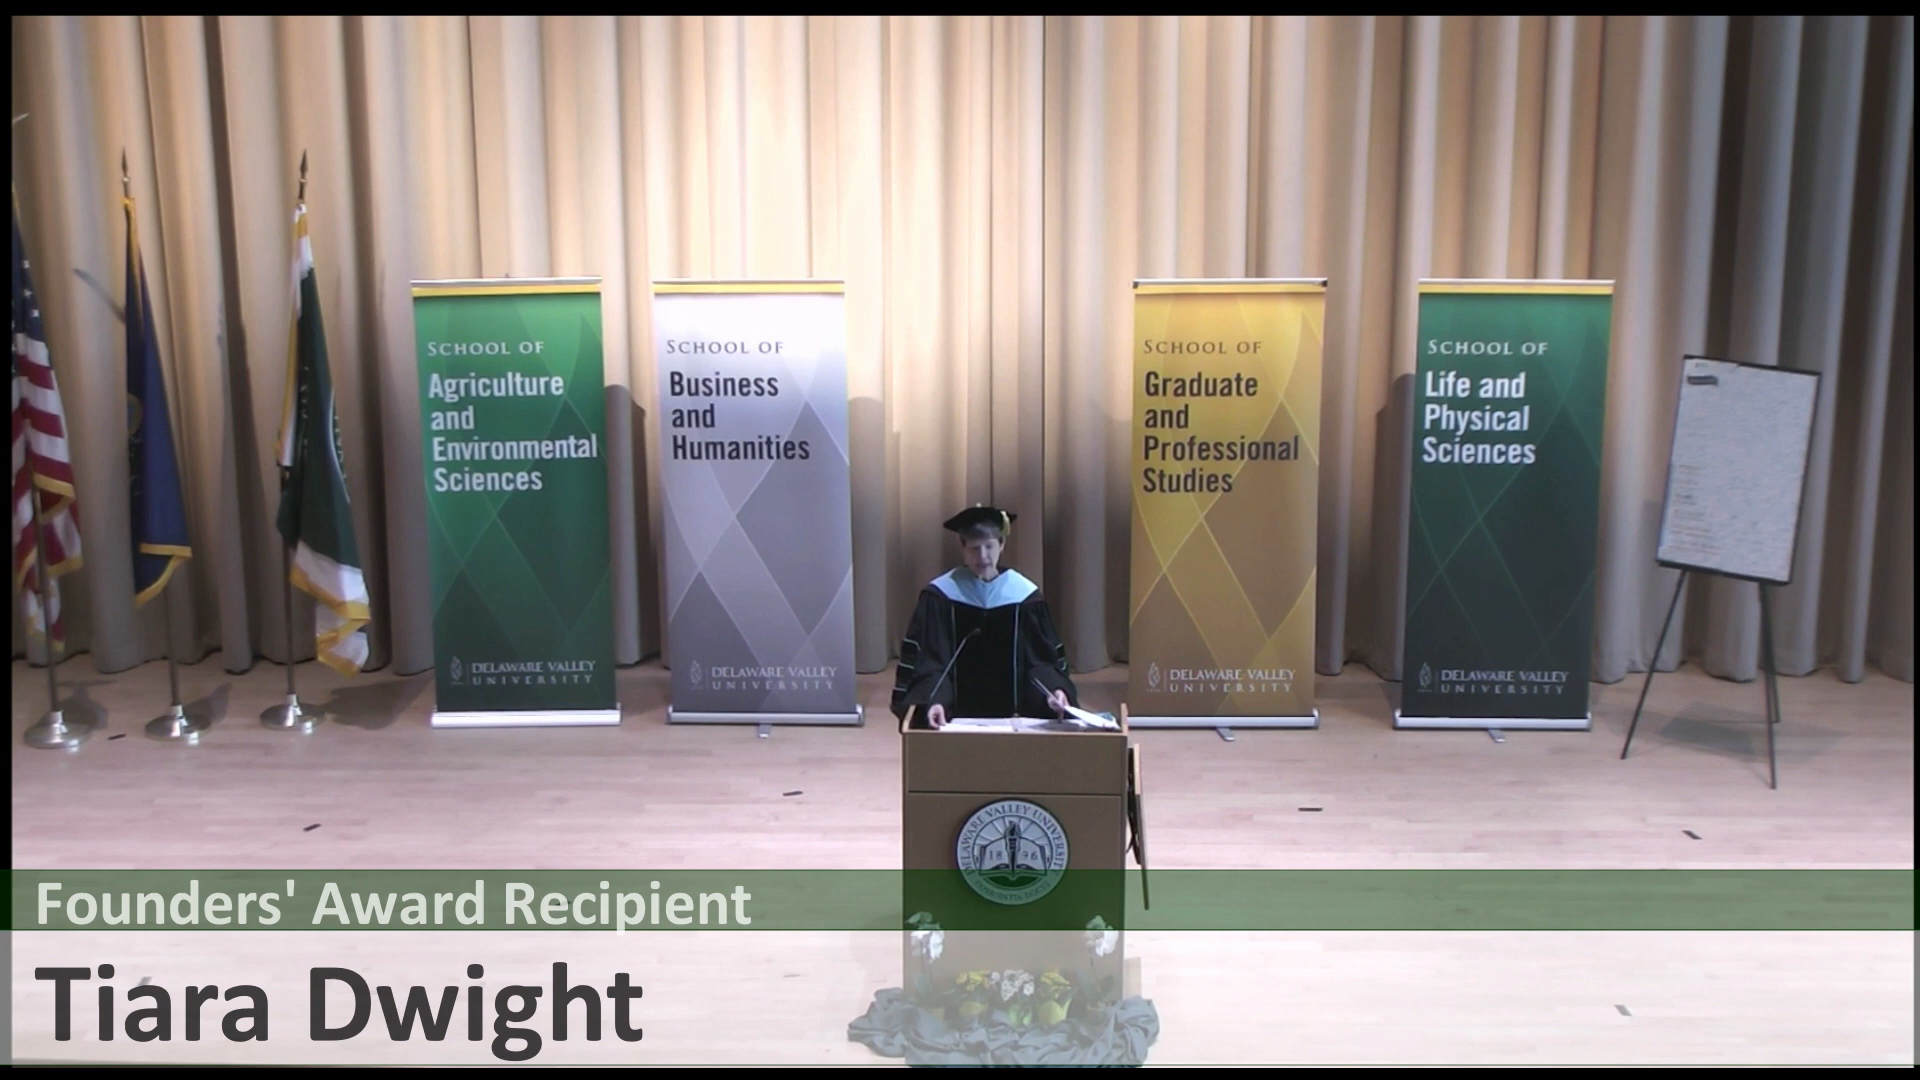 SCHOOL OF
Agriculture
and
Environmental
Sciences
DELAWARE VALLEY
UNIVERSITY
SCHOOL OF
Business
and
Humanities
DELAWARE VALLEY
UNIVERSITY
SCHOOL OF
Graduate
and
Professional
Studies
DELAWARE VALLEY
UNIVERSITY
SCHOOL OF
Life and
Physical
Sciences
DELAWARE VALLEY
UNIVERSITY
DELAWARE VALLEY UNIVERSITY
1896
Founders' Award Recipient
Tiara Dwight